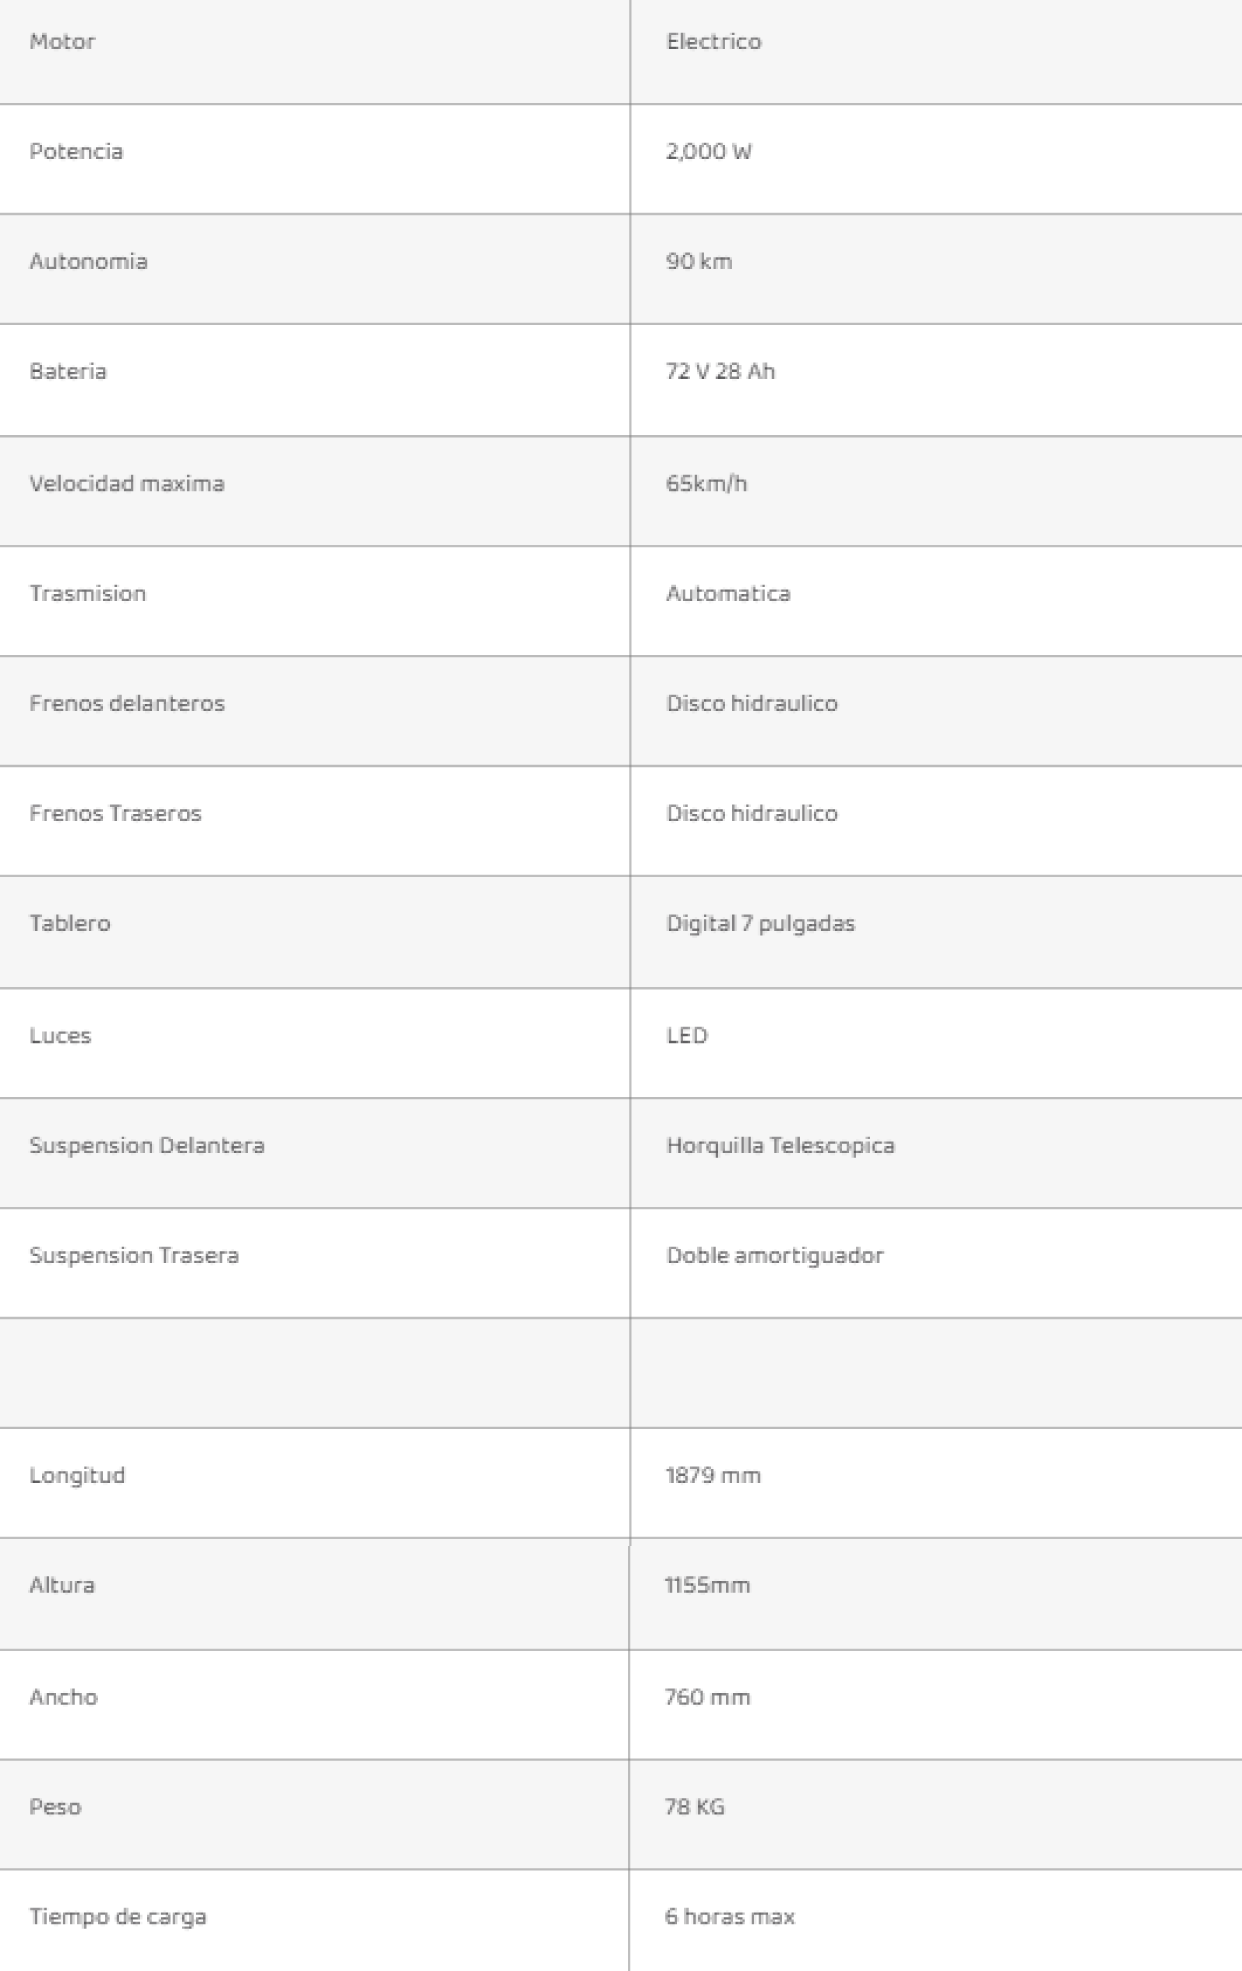 Motor Electrico
Potencia 2,000 W
Autonomia 90 km
Bateria 72 V 28 Ah
Velocidad maxima 65km/h
Trasmision Automatica
Frenos delanteros Disco hidraulico
Frenos Traseros Disco hidraulico
Tablero Digital 7 pulgadas
Luces LED
Suspension Delantera Horquilla Telescopica
Suspension Trasera Doble amortiguador
Longitud 1879 mm
Altura 1155mm
Ancho 760 mm
Peso 78 KG
Tiempo de carga 6 horas max